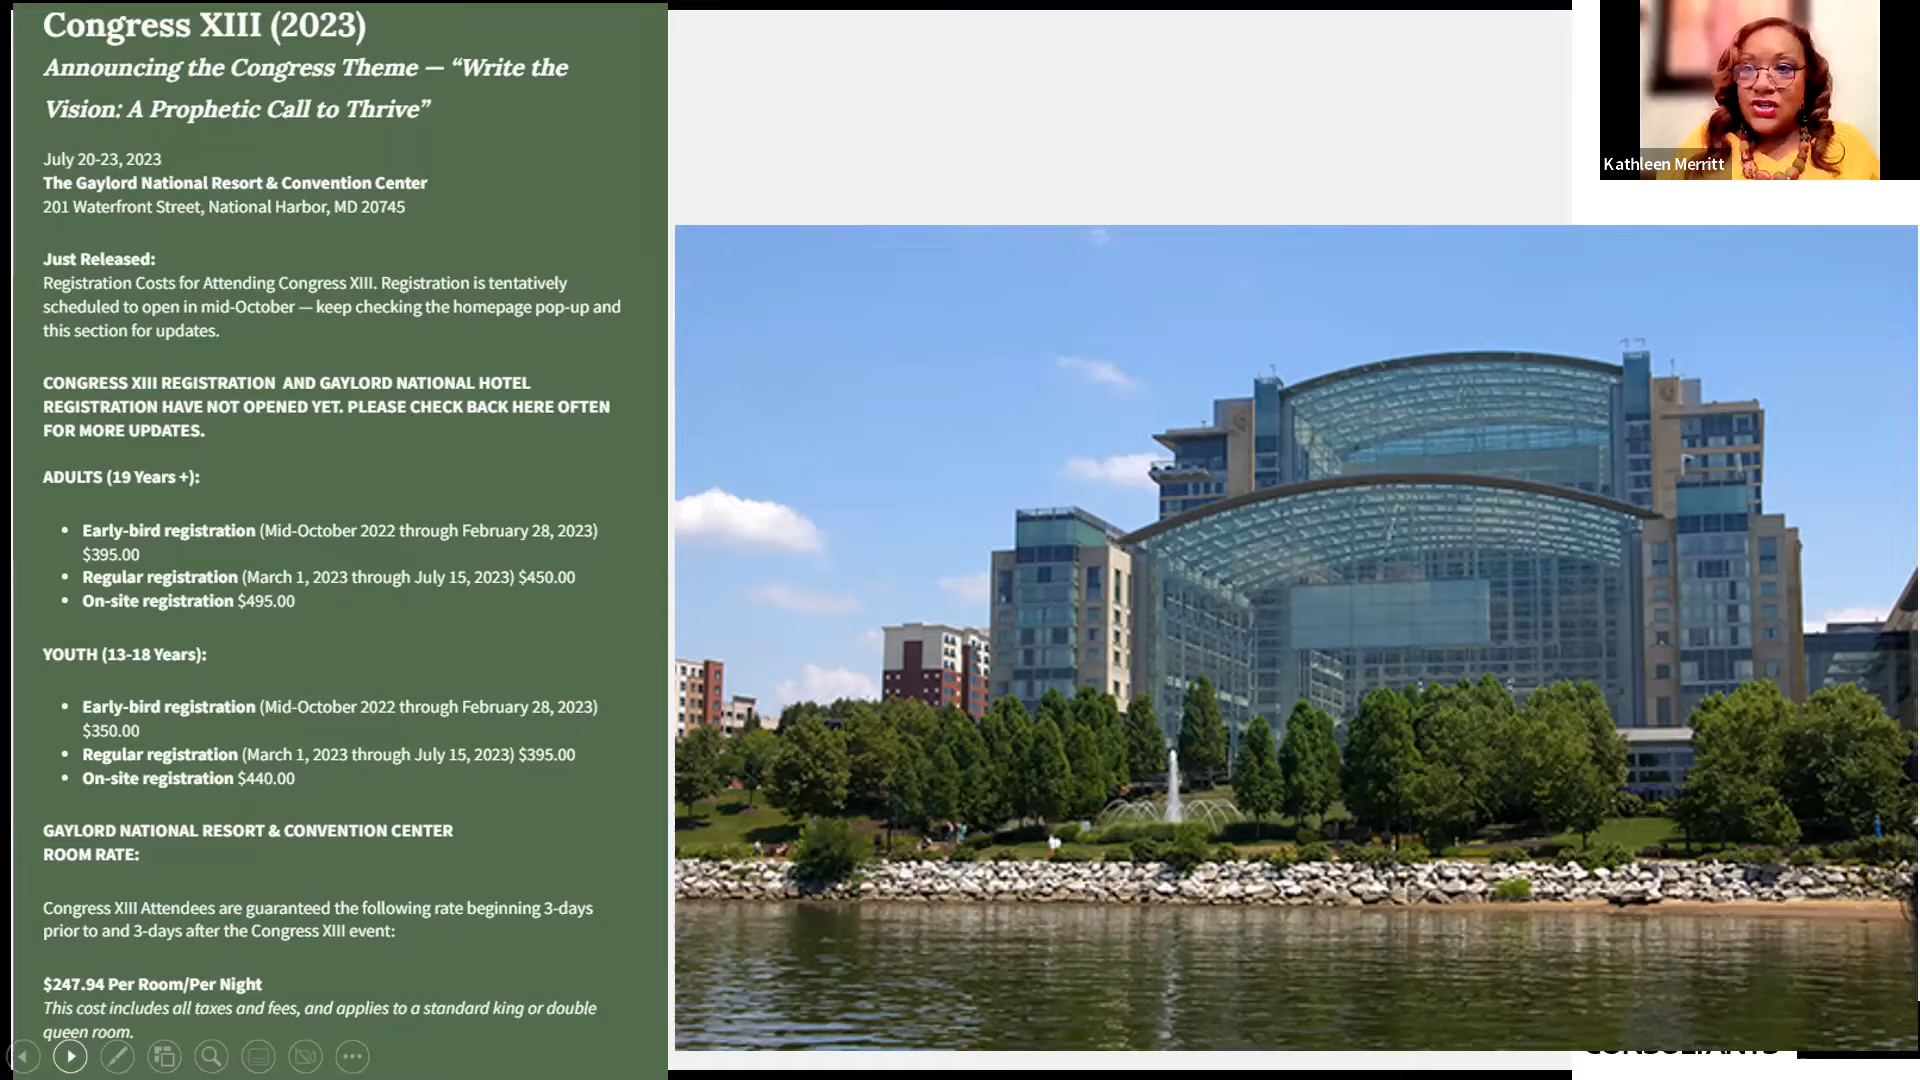 Congress XIII (2023)
Announcing the Congress Theme — “Write the
Vision: A Prophetic Call to Thrive”
July 20-23, 2023
The Gaylord National Resort & Convention Center
201 Waterfront Street, National Harbor, MD 20745
Just Released:
Registration Costs for Attending Congress XIII. Registration is tentatively
scheduled to open in mid-October — keep checking the homepage pop-up and
this section for updates.
CONGRESS XIII REGISTRATION AND GAYLORD NATIONAL HOTEL
REGISTRATION HAVE NOT OPENED YET. PLEASE CHECK BACK HERE OFTEN
FOR MORE UPDATES.
ADULTS (19 Years +):
• Early-bird registration (Mid-October 2022 through February 28, 2023)
$395.00
• Regular registration (March 1, 2023 through July 15, 2023) $450.00
• On-site registration $495.00
YOUTH (13-18 Years):
• Early-bird registration (Mid-October 2022 through February 28, 2023)
$350.00
• Regular registration (March 1, 2023 through July 15, 2023) $395.00
• On-site registration $440.00
GAYLORD NATIONAL RESORT & CONVENTION CENTER
ROOM RATE:
Congress XIII Attendees are guaranteed the following rate beginning 3-days
prior to and 3-days after the Congress XIII event:
$247.94 Per Room/Per Night
This cost includes all taxes and fees, and applies to a standard king or double
queen room.
Kathleen Merritt